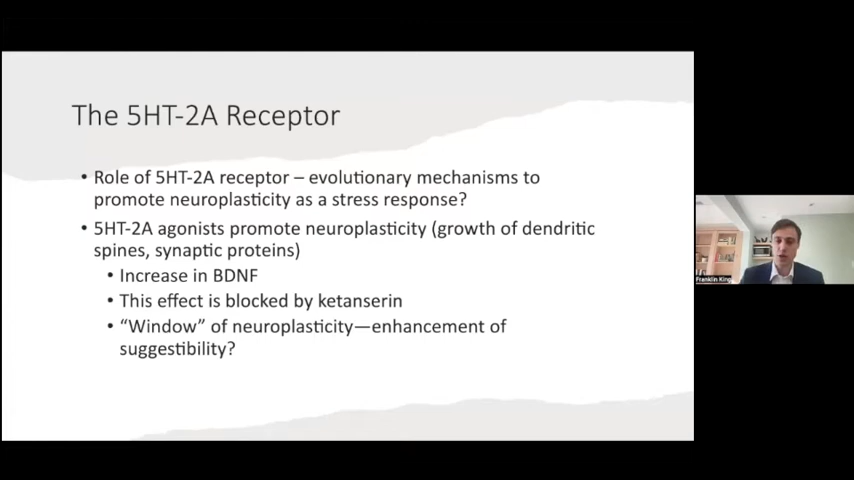 The 5HT-2A Receptor
• Role of 5HT-2A receptor – evolutionary mechanisms to
promote neuroplasticity as a stress response?
• 5HT-2A agonists promote neuroplasticity (growth of dendritic
spines, synaptic proteins)
• Increase in BDNF
• This effect is blocked by ketanserin
• “Window” of neuroplasticity—enhancement of
suggestibility?
Franklin King